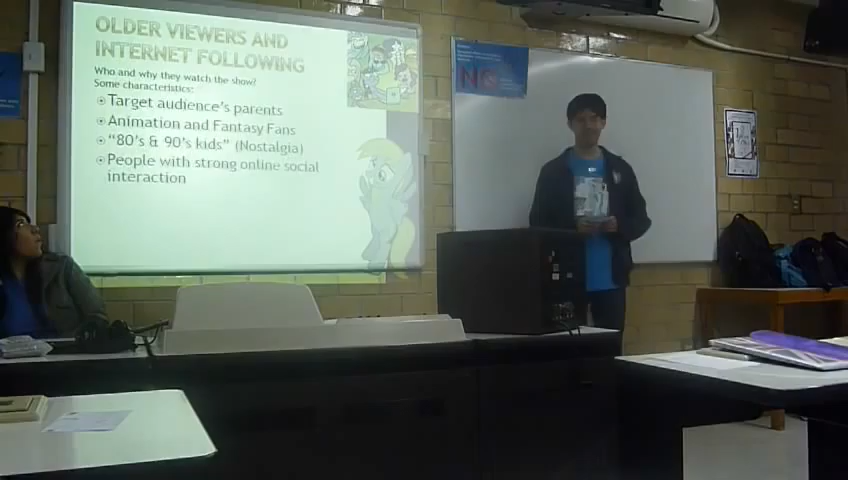 OLDER VIEWERS AND
INTERNET FOLLOWING
Who and why they watch the show?
Some characteristics:
Target audience's parents
Animation and Fantasy Fans
"80's & 90's kids" (Nostalgia)
People with strong online social
interaction